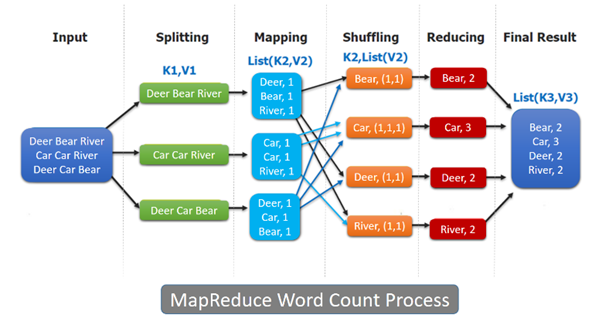 Input
Splitting
Mapping
Shuffling
Reducing
Final Result
K1,V1
List(K2,V2)
K2,List(V2)
List(K3,V3)
Deer Bear River
Car Car River
Deer Car Bear
Deer Bear River
Car Car River
Deer Car Bear
Deer, 1
Bear, 1
River, 1
Car, 1
Car, 1
River, 1
Deer, 1
Car, 1
Bear, 1
Bear, (1,1)
Car, (1,1,1)
Deer, (1,1)
River, (1,1)
Bear, 2
Car, 3
Deer, 2
River, 2
Bear, 2
Car, 3
Deer, 2
River, 2
MapReduce Word Count Process